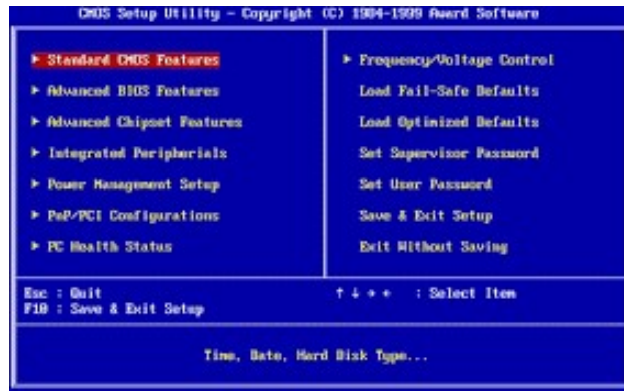 CMOS Setup Utility - Copyright (C) 1984-1999 Award Software
▶ Standard CMOS Features
▶ Advanced BIOS Features
▶ Advanced Chipset Features
▶ Integrated Peripherials
▶ Power Management Setup
▶ PnP/PCI Configurations
▶ PC Health Status
▶ Frequency/Voltage Control
Load Fail-Safe Defaults
Load Optimized Defaults
Set Supervisor Password
Set User Password
Save & Exit Setup
Exit Without Saving
Esc : Quit
F10 : Save & Exit Setup
↑ ↓ → ← : Select Item
Time, Date, Hard Disk Type...